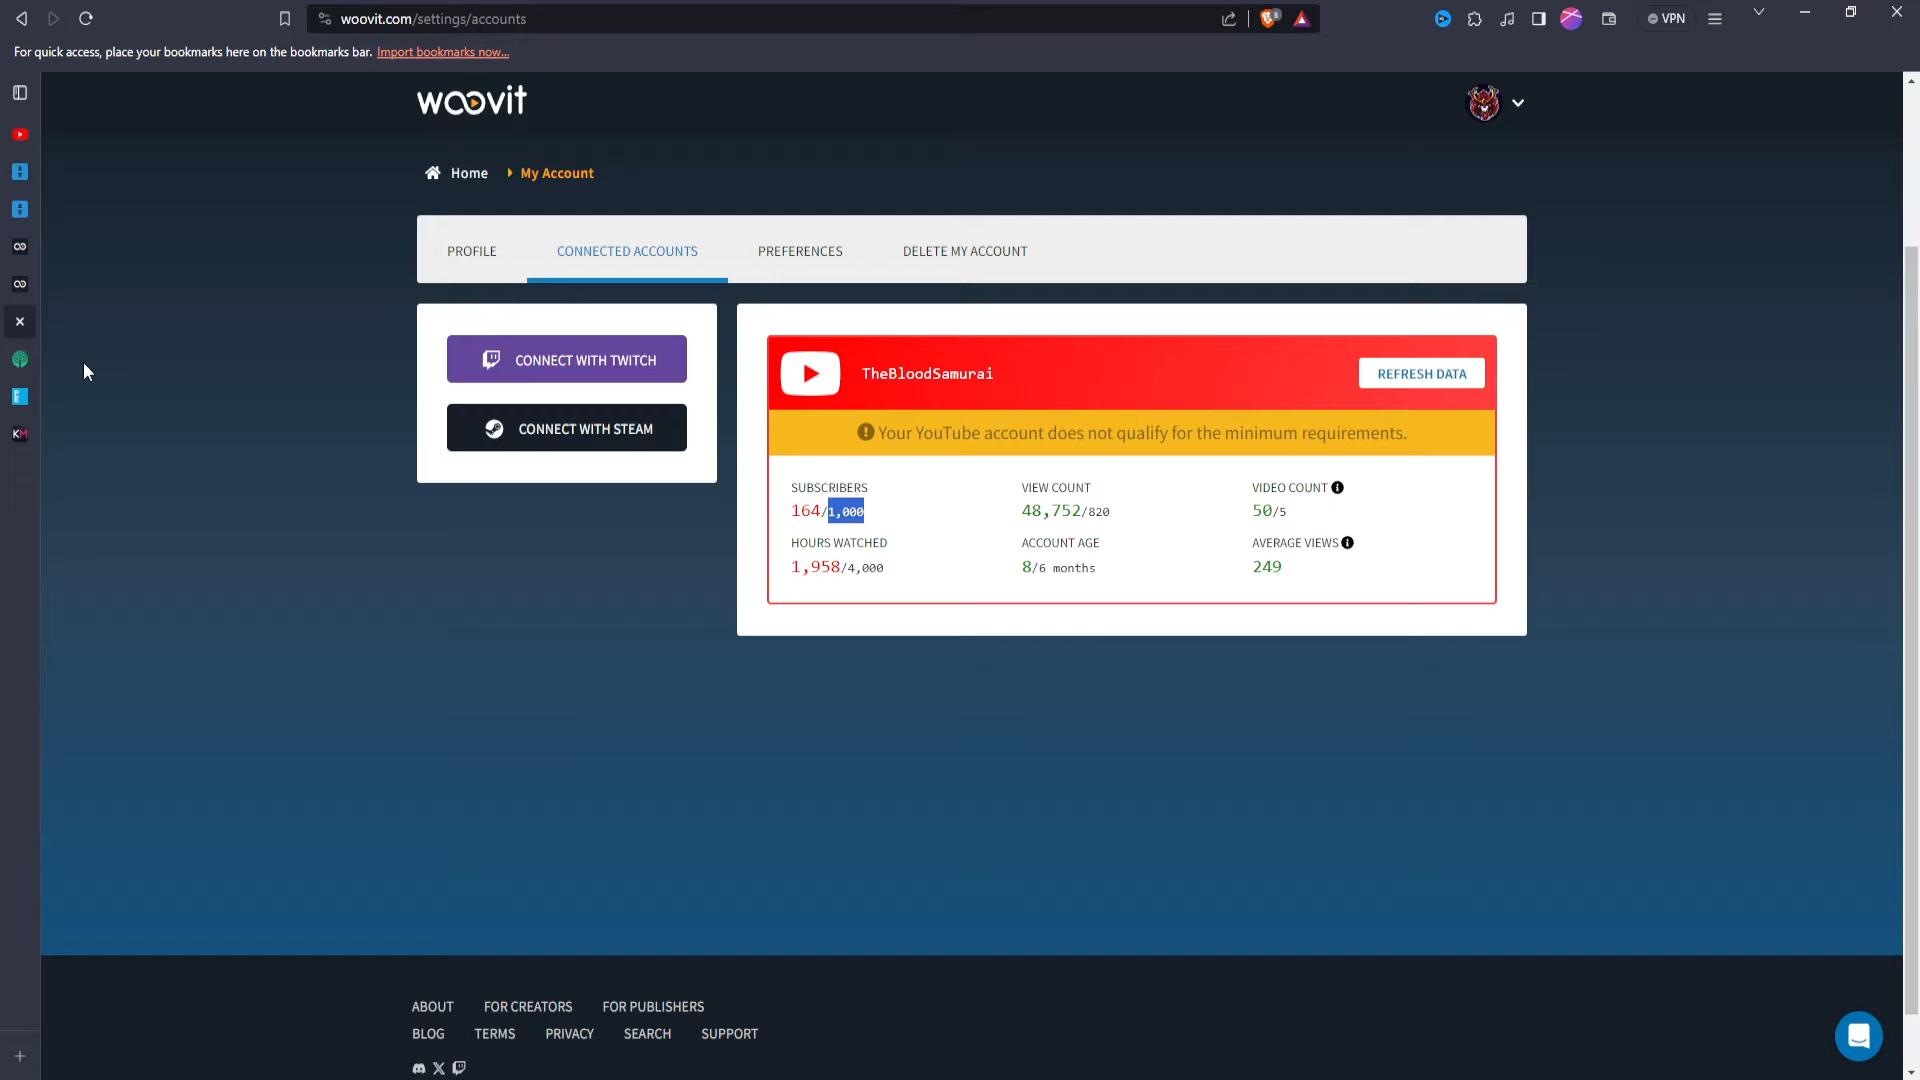 woovit.com/settings/accounts
VPN
For quick access, place your bookmarks here on the bookmarks bar. Import bookmarks now...
woovit
Home My Account
PROFILE CONNECTED ACCOUNTS PREFERENCES DELETE MY ACCOUNT
CONNECT WITH TWITCH
CONNECT WITH STEAM
TheBloodSamurai REFRESH DATA
Your YouTube account does not qualify for the minimum requirements.
SUBSCRIBERS VIEW COUNT VIDEO COUNT
164/1,000 48,752/820 50/5
HOURS WATCHED ACCOUNT AGE AVERAGE VIEWS
1,958/4,000 8/6 months 249
KM
ABOUT FOR CREATORS FOR PUBLISHERS
BLOG TERMS PRIVACY SEARCH SUPPORT